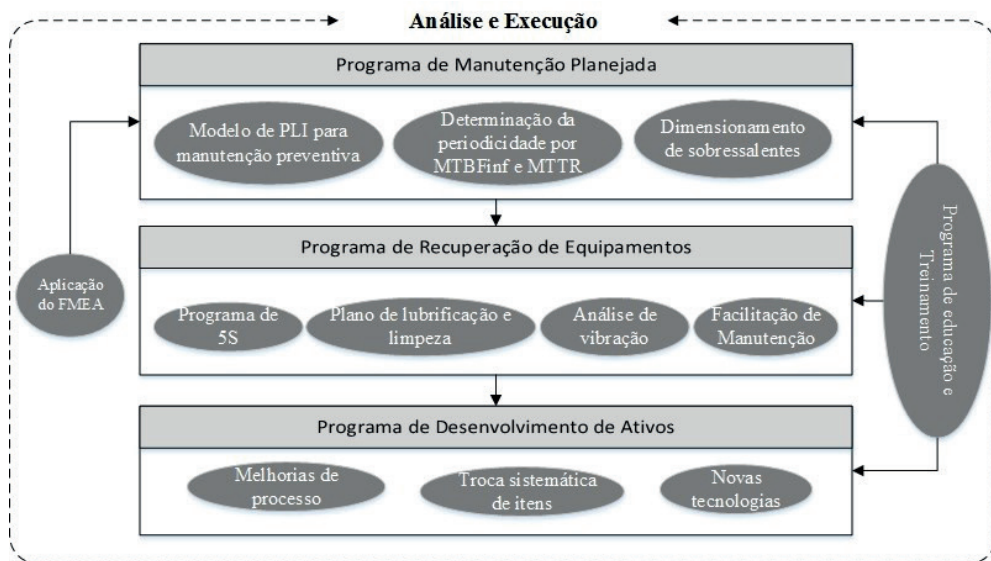 Análise e Execução
Programa de Manutenção Planejada
Modelo de PLI para
manutenção preventiva
Determinação da
periodicidade por
MTBFinf e MTTR
Dimensionamento
de sobressalentes
Programa de Recuperação de Equipamentos
Aplicação
do FMEA
Programa de
5S
Plano de lubrificação e
limpeza
Análise de
vibração
Facilitação de
Manutenção
Programa de educação e
Treinamento
Programa de Desenvolvimento de Ativos
Melhorias de
processo
Troca sistemática
de itens
Novas
tecnologias